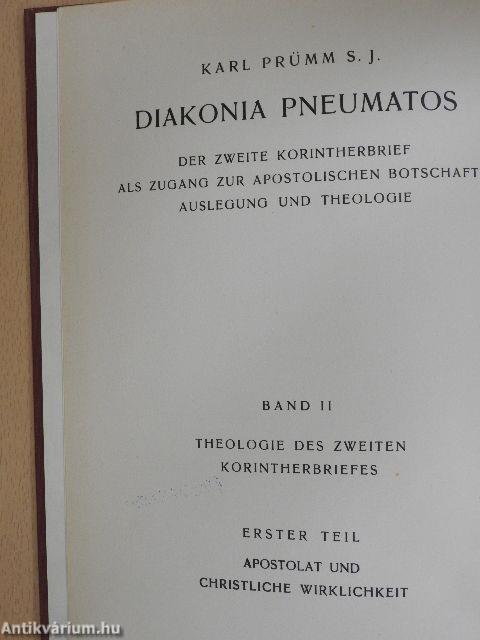 KARL PRÜMM S. J.
DIAKONIA PNEUMATOS
DER ZWEITE KORINTHERBRIEF
ALS ZUGANG ZUR APOSTOLISCHEN BOTSCHAFT
AUSLEGUNG UND THEOLOGIE
BAND II
THEOLOGIE DES ZWEITEN
KORINTHERBRIEFES
ERSTER TEIL
APOSTOLAT UND
CHRISTLICHE WIRKLICHKEIT
Antikvárium.hu